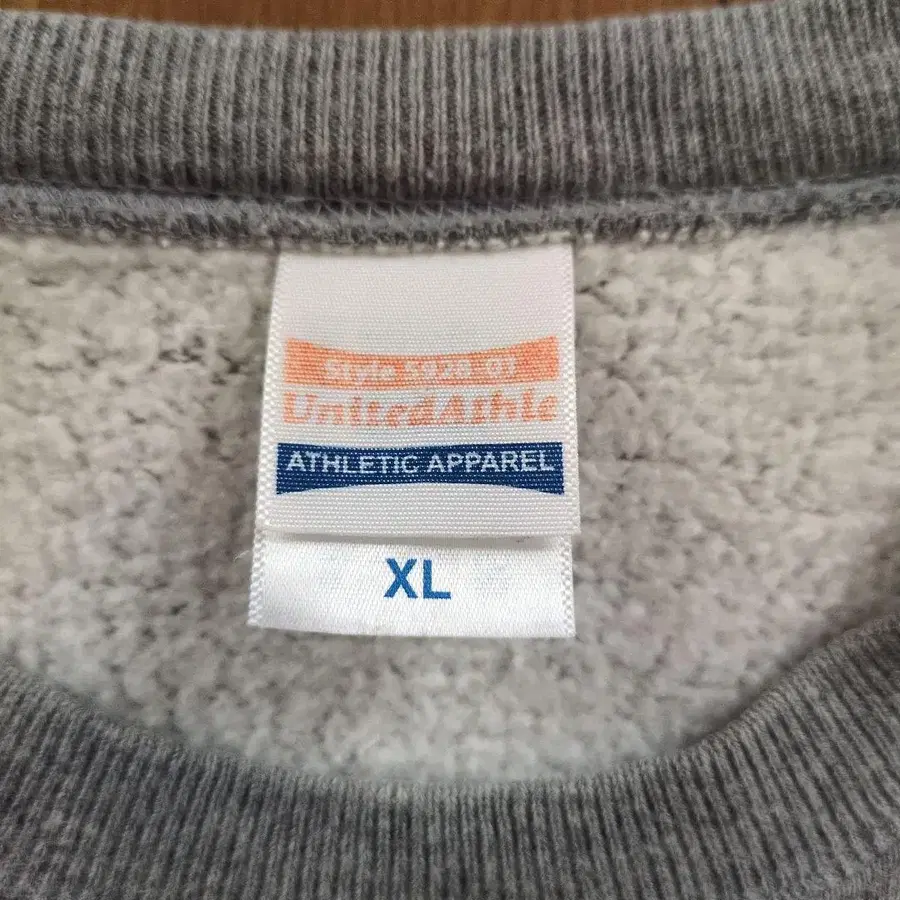 Style 5928-01
UnitedAthle
ATHLETIC APPAREL
XL